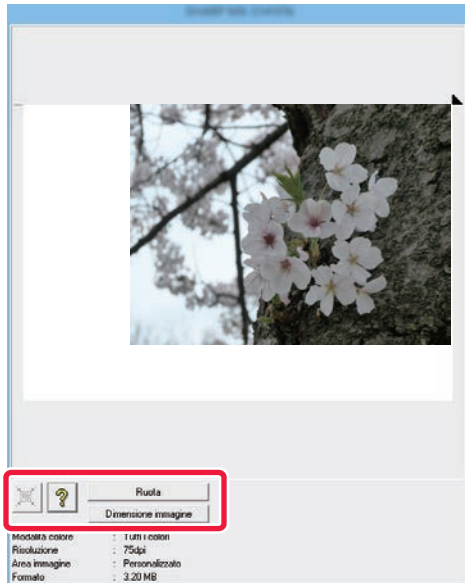 ?
Ruota
Dimensione immagine
Modalità colore : Tutti i colori
Risoluzione : 75dpi
Area immagine : Personalizzato
Formato : 3.20 MB